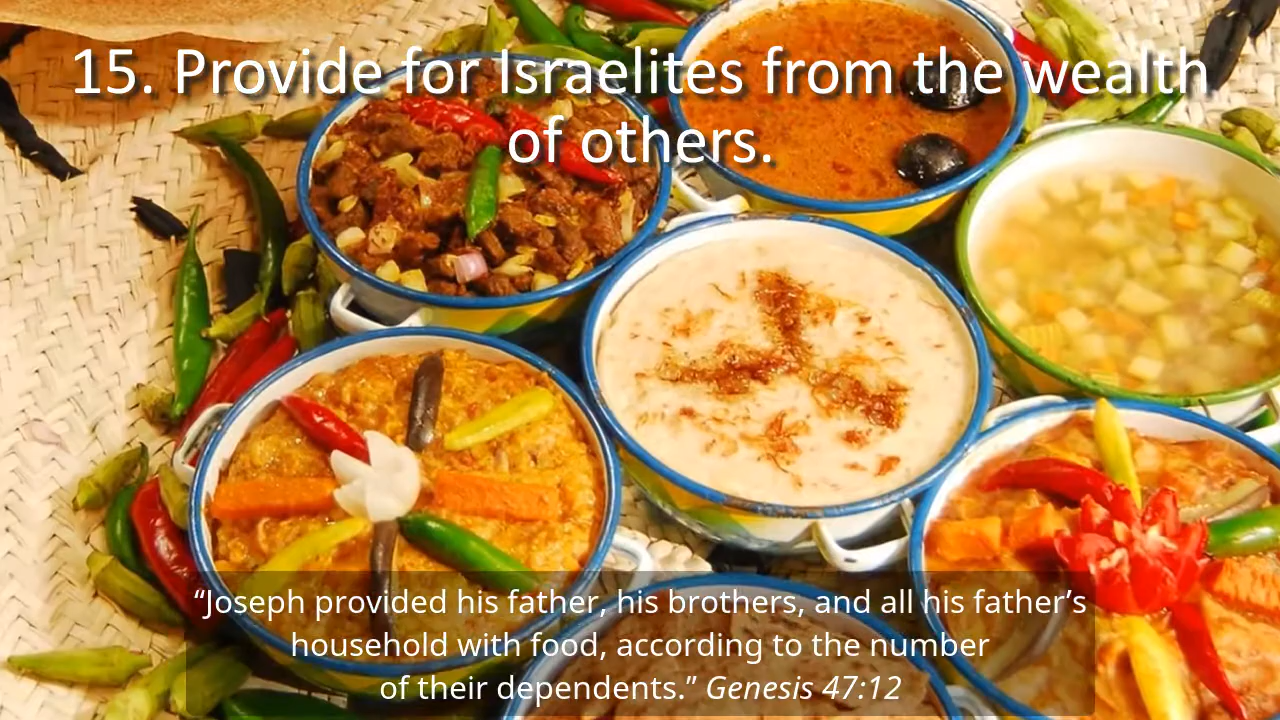 15. Provide for Israelites from the wealth
of others.
“Joseph provided his father, his brothers, and all his father’s
household with food, according to the number
of their dependents.” Genesis 47:12